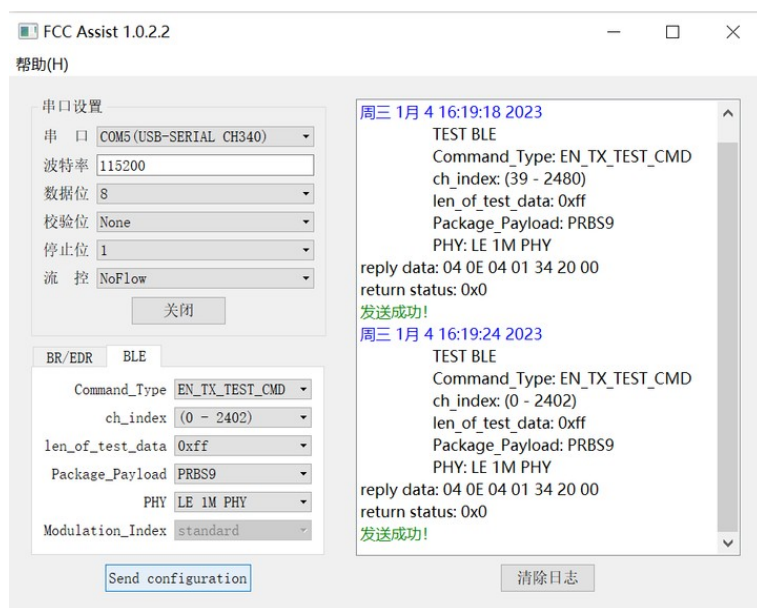 FCC Assist 1.0.2.2
帮助(H)
串口设置
串 口 COM5(USB-SERIAL CH340)
波特率 115200
数据位 8
校验位 None
停止位 1
流 控 NoFlow
关闭
BR/EDR BLE
Command_Type EN_TX_TEST_CMD
ch_index (0 - 2402)
len_of_test_data 0xff
Package_Payload PRBS9
PHY LE 1M PHY
Modulation_Index standard
Send configuration
周三 1月 4 16:19:18 2023
TEST BLE
Command_Type: EN_TX_TEST_CMD
ch_index: (39 - 2480)
len_of_test_data: 0xff
Package_Payload: PRBS9
PHY: LE 1M PHY
reply data: 04 0E 04 01 34 20 00
return status: 0x0
发送成功!
周三 1月 4 16:19:24 2023
TEST BLE
Command_Type: EN_TX_TEST_CMD
ch_index: (0 - 2402)
len_of_test_data: 0xff
Package_Payload: PRBS9
PHY: LE 1M PHY
reply data: 04 0E 04 01 34 20 00
return status: 0x0
发送成功!
清除日志